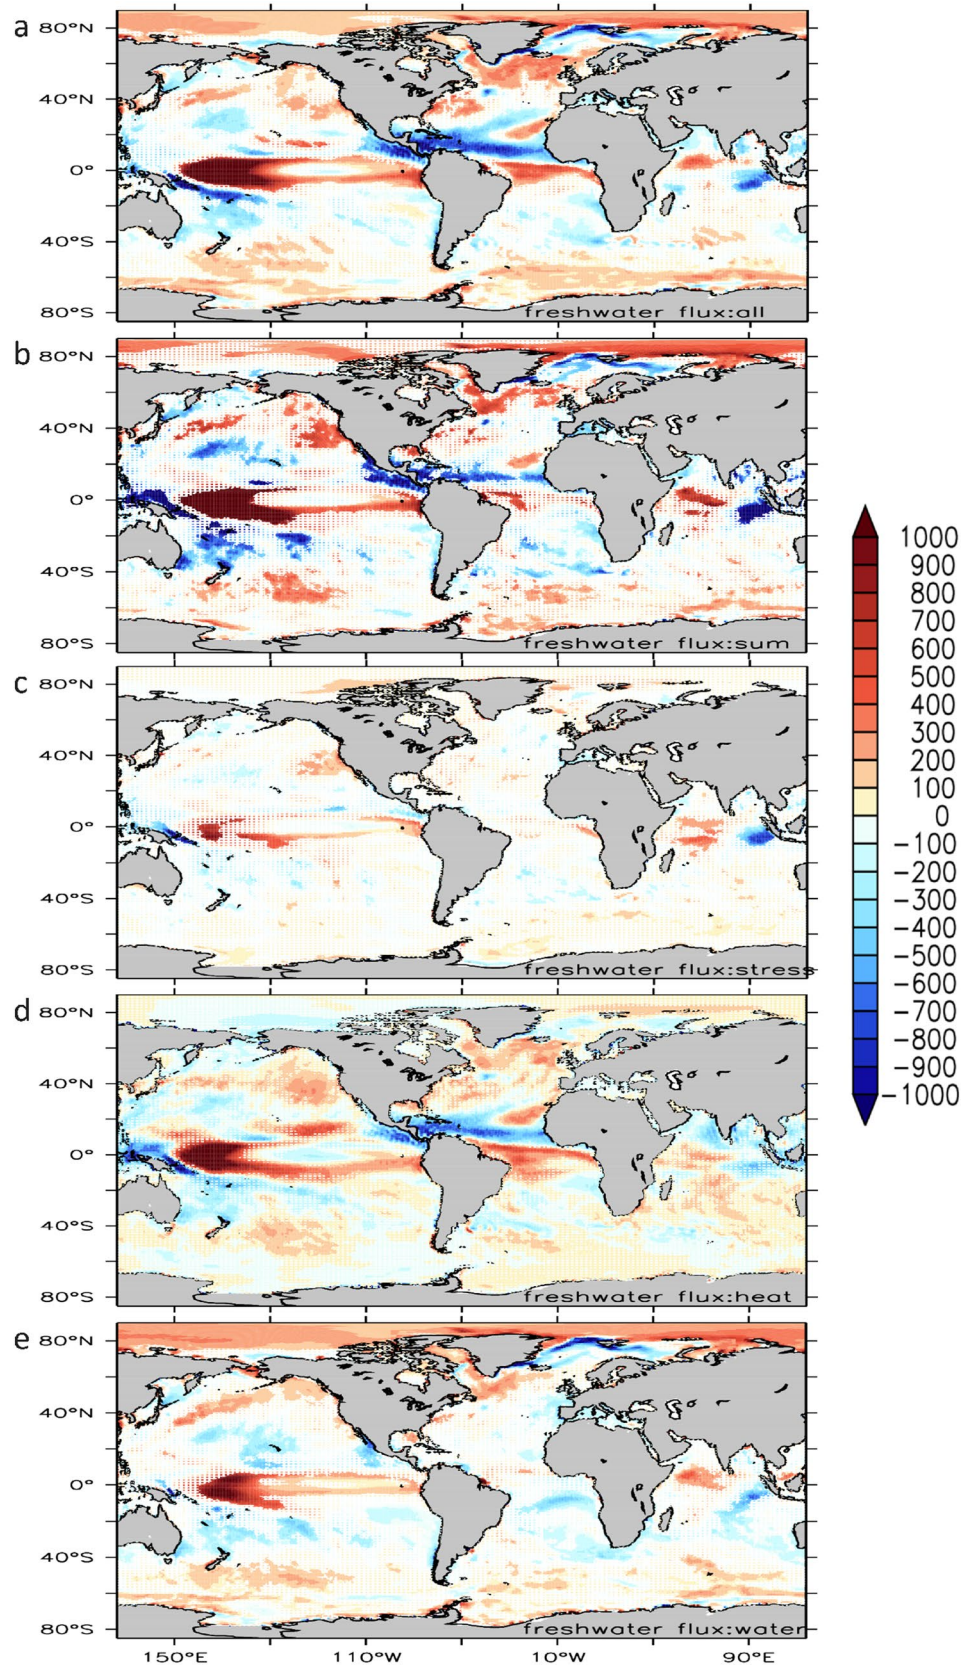 a
80°N
40°N
0°
40°S
80°S
freshwater flux:all
b
80°N
40°N
0°
40°S
80°S
freshwater flux:sum
c
80°N
40°N
0°
40°S
80°S
freshwater flux:stress
d
80°N
40°N
0°
40°S
80°S
freshwater flux:heat
e
80°N
40°N
0°
40°S
80°S
freshwater flux:water
150°E 110°W 10°W 90°E
1000
900
800
700
600
500
400
300
200
100
0
-100
-200
-300
-400
-500
-600
-700
-800
-900
-1000